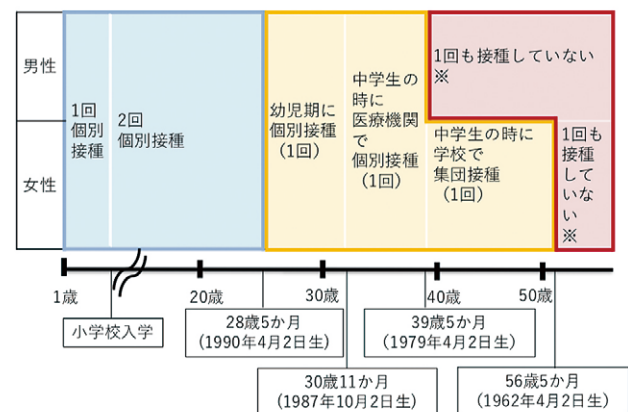 男性
女性
1回
個別
接種
2回
個別接種
幼児期に
個別接種
(1回)
中学生の
時に
医療機関
で
個別接種
(1回)
1回も接種していない
※
中学生の時に
学校で
集団接種
(1回)
1回も
接種
してい
ない
※
1歳
20歳
30歳
40歳
50歳
小学校入学
28歳5か月
(1990年4月2日生)
39歳5か月
(1979年4月2日生)
30歳11か月
(1987年10月2日生)
56歳5か月
(1962年4月2日生)